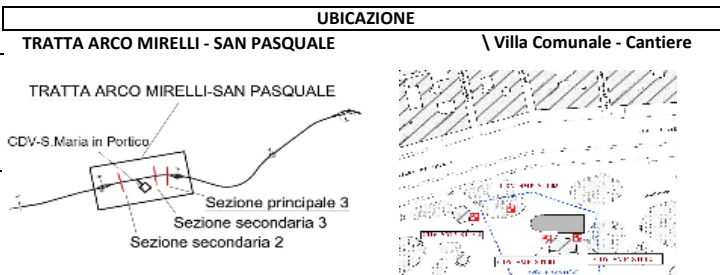 UBICAZIONE
TRATTA ARCO MIRELLI - SAN PASQUALE
\ Villa Comunale - Cantiere
TRATTA ARCO MIRELLI-SAN PASQUALE
CDV-S.Maria in Portico
Sezione principale 3
Sezione secondaria 3
Sezione secondaria 2